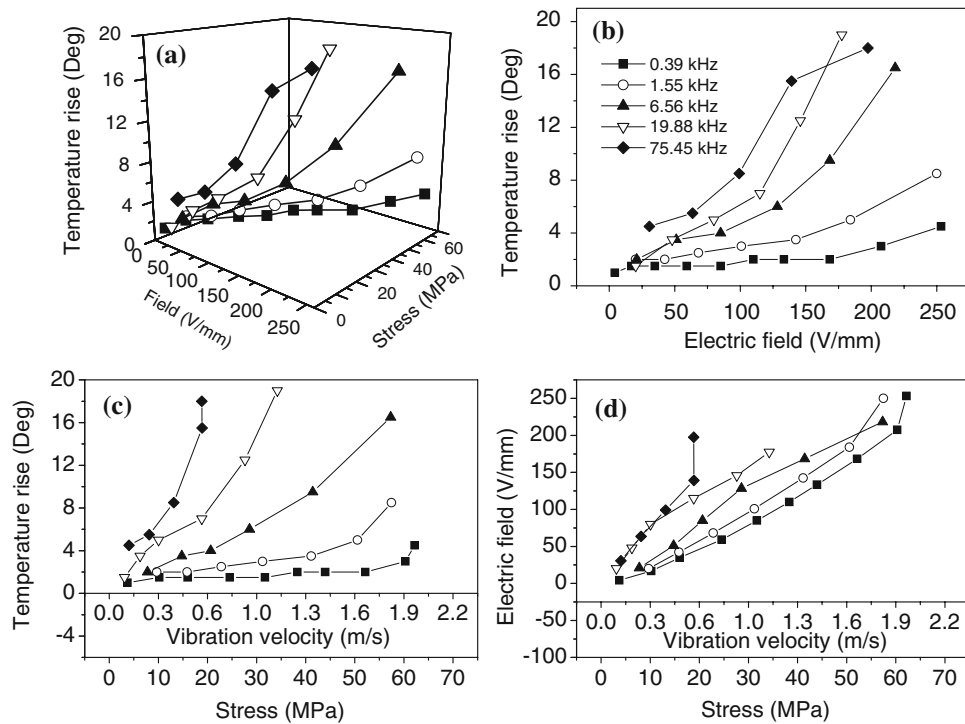 (a)
Temperature rise (Deg)
20
16
12
8
4
0
0
50
100
150
200
250
Field (V/mm)
0
20
40
60
Stress (MPa)
(b)
Temperature rise (Deg)
20
16
12
8
4
0
0.39 kHz
1.55 kHz
6.56 kHz
19.88 kHz
75.45 kHz
0 50 100 150 200 250
Electric field (V/mm)
(c)
Temperature rise (Deg)
20
16
12
8
4
0
-4
0.0 0.3 0.6 1.0 1.3 1.6 1.9 2.2
Vibration velocity (m/s)
0 10 20 30 40 50 60 70
Stress (MPa)
(d)
Electric field (V/mm)
250
200
150
100
50
0
-50
-100
0.0 0.3 0.6 1.0 1.3 1.6 1.9 2.2
Vibration velocity (m/s)
0 10 20 30 40 50 60 70
Stress (MPa)